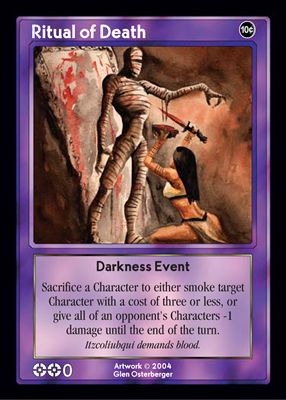 Ritual of Death
10¢
Darkness Event
Sacrifice a Character to either smoke target
Character with a cost of three or less, or
give all of an opponent's Characters -1
damage until the end of the turn.
Itzcoliubqui demands blood.
0
Artwork © 2004
Glen Osterberger